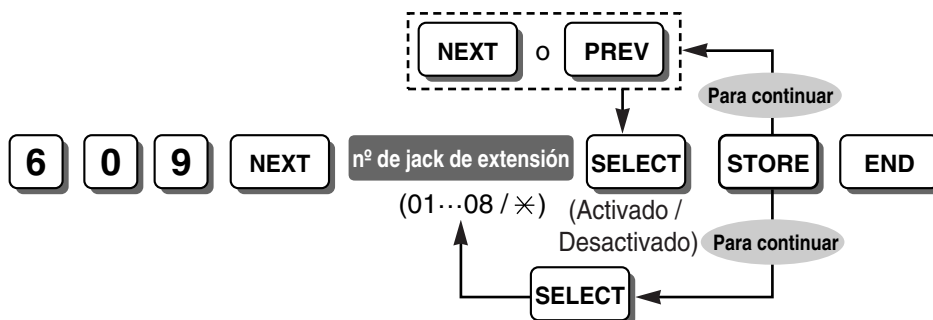 NEXT o PREV
Para continuar
6 0 9 NEXT nº de jack de extensión SELECT STORE END
(01···08 / ✳) (Activado / Desactivado)
Para continuar
SELECT